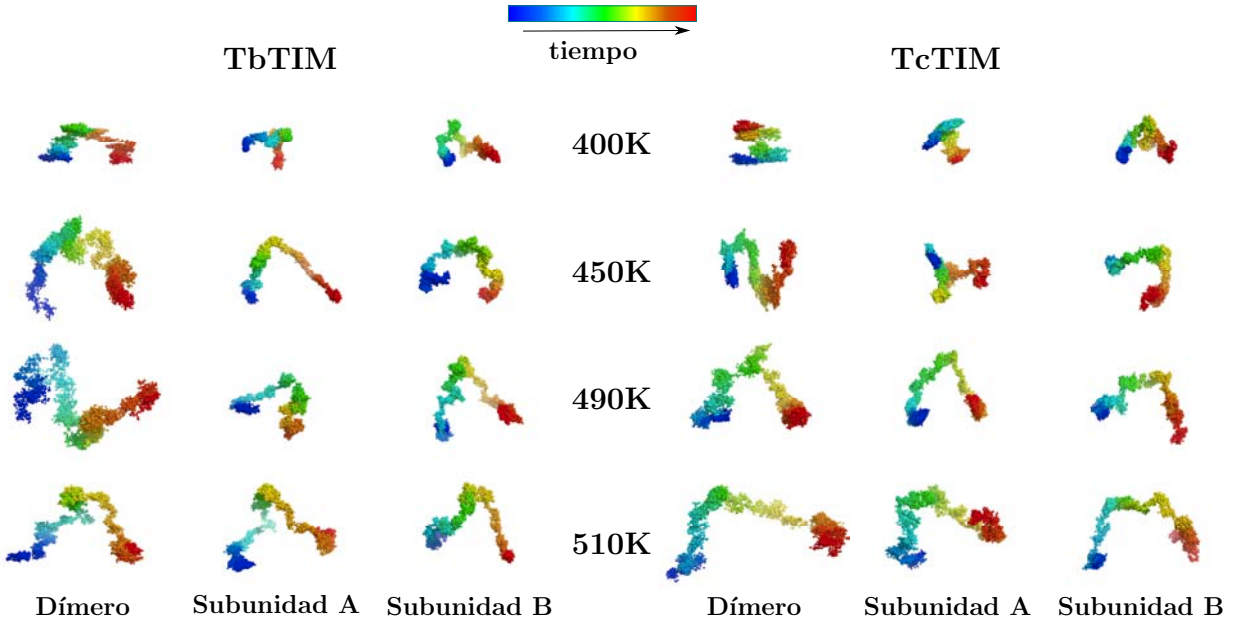 tiempo
TbTIM
TcTIM
400K
450K
490K
510K
Dímero
Subunidad A
Subunidad B
Dímero
Subunidad A
Subunidad B